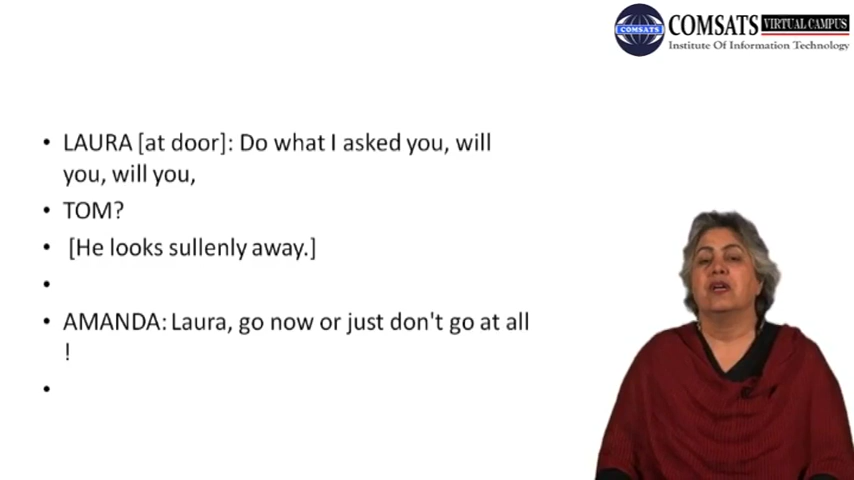 COMSATS
COMSATS VIRTUAL CAMPUS
Institute Of Information Technology
• LAURA [at door]: Do what I asked you, will
you, will you,
• TOM?
• [He looks sullenly away.]
•
• AMANDA: Laura, go now or just don't go at all
!
•